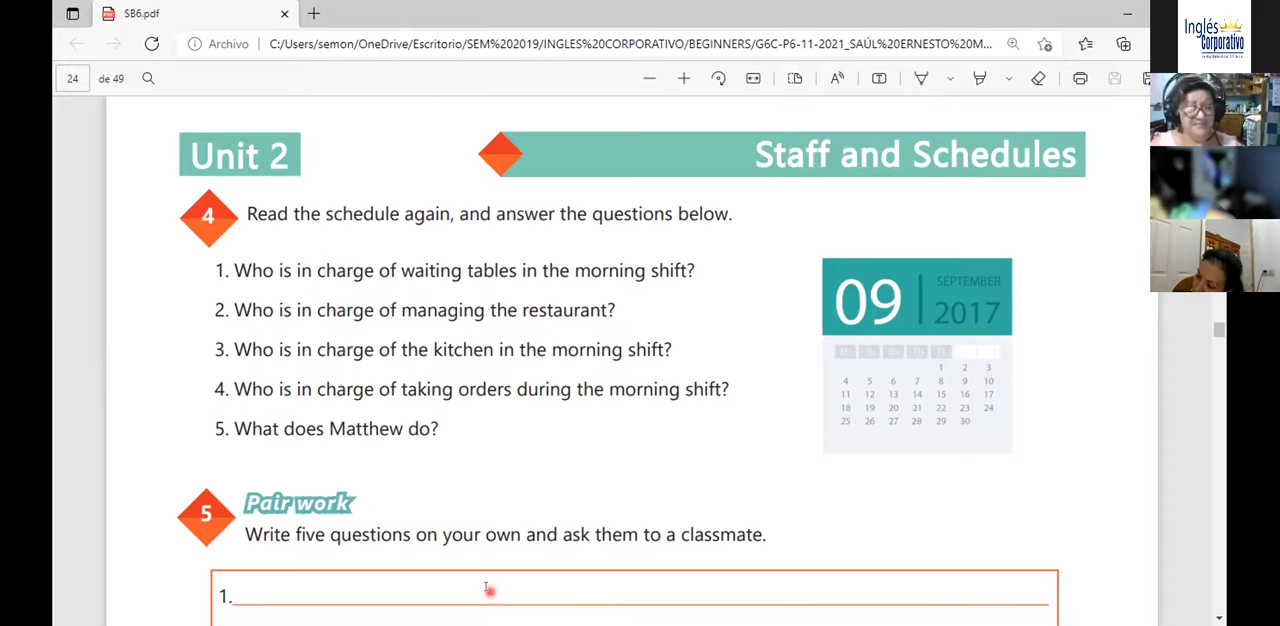 SB6.pdf
Archivo
C:/Users/semon/OneDrive/Escritorio/SEM%202019/INGLES%20CORPORATIVO/BEGINNERS/G6C-P6-11-2021_SAÚL%20ERNESTO%20M...
24 de 49
Inglés
Corporativo
Unit 2
Staff and Schedules
4 Read the schedule again, and answer the questions below.
1. Who is in charge of waiting tables in the morning shift?
2. Who is in charge of managing the restaurant?
3. Who is in charge of the kitchen in the morning shift?
4. Who is in charge of taking orders during the morning shift?
5. What does Matthew do?
09 SEPTEMBER
2017
1 2 3
4 5 6 7 8 9 10
11 12 13 14 15 16 17
18 19 20 21 22 23 24
25 26 27 28 29 30
5 Pair work
Write five questions on your own and ask them to a classmate.
1.